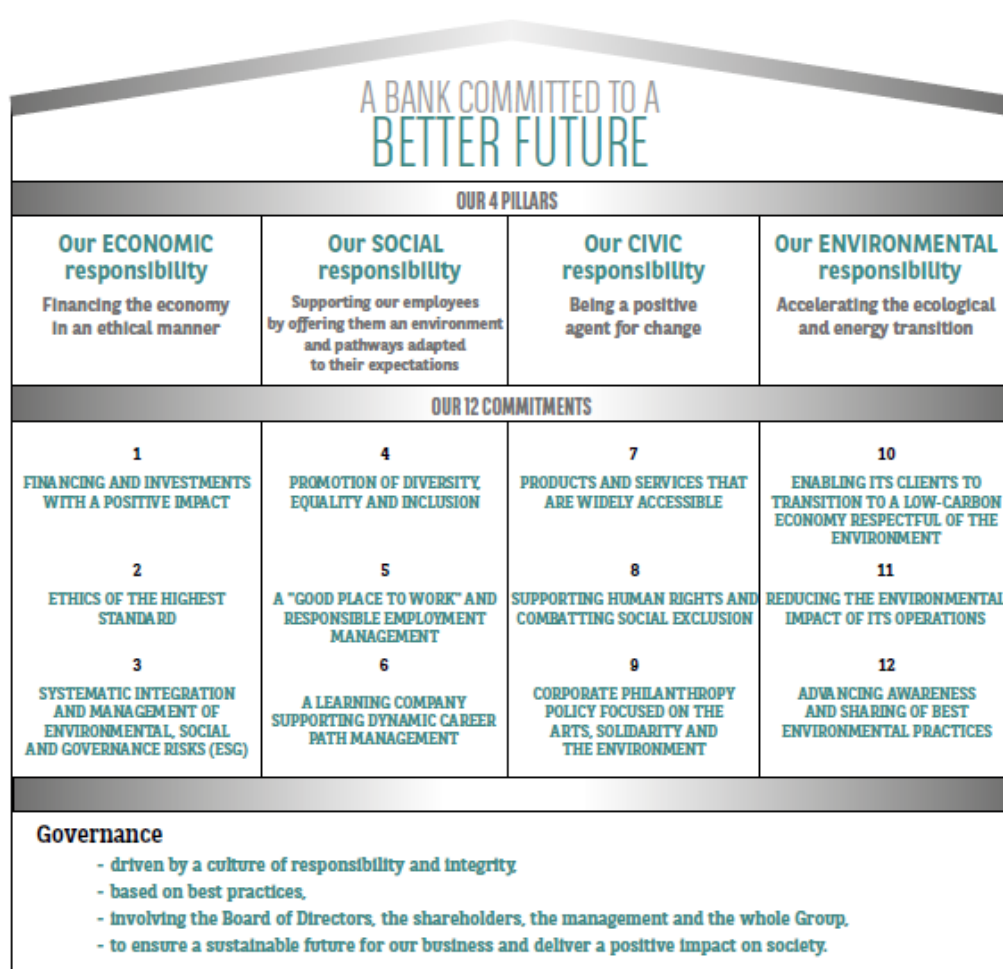 A BANK COMMITTED TO A
BETTER FUTURE
OUR 4 PILLARS
Our ECONOMIC
responsibility
Financing the economy
in an ethical manner
Our SOCIAL
responsibility
Supporting our employees
by offering them an environment
and pathways adapted
to their expectations
Our CIVIC
responsibility
Being a positive
agent for change
Our ENVIRONMENTAL
responsibility
Accelerating the ecological
and energy transition
OUR 12 COMMITMENTS
1
FINANCING AND INVESTMENTS
WITH A POSITIVE IMPACT
2
ETHICS OF THE HIGHEST
STANDARD
3
SYSTEMATIC INTEGRATION
AND MANAGEMENT OF
ENVIRONMENTAL, SOCIAL
AND GOVERNANCE RISKS (ESG)
4
PROMOTION OF DIVERSITY,
EQUALITY AND INCLUSION
5
A "GOOD PLACE TO WORK" AND
RESPONSIBLE EMPLOYMENT
MANAGEMENT
6
A LEARNING COMPANY
SUPPORTING DYNAMIC CAREER
PATH MANAGEMENT
7
PRODUCTS AND SERVICES THAT
ARE WIDELY ACCESSIBLE
8
SUPPORTING HUMAN RIGHTS AND
COMBATTING SOCIAL EXCLUSION
9
CORPORATE PHILANTHROPY
POLICY FOCUSED ON THE
ARTS, SOLIDARITY AND
THE ENVIRONMENT
10
ENABLING ITS CLIENTS TO
TRANSITION TO A LOW-CARBON
ECONOMY RESPECTFUL OF THE
ENVIRONMENT
11
REDUCING THE ENVIRONMENTAL
IMPACT OF ITS OPERATIONS
12
ADVANCING AWARENESS
AND SHARING OF BEST
ENVIRONMENTAL PRACTICES
Governance
- driven by a culture of responsibility and integrity,
- based on best practices,
- involving the Board of Directors, the shareholders, the management and the whole Group,
- to ensure a sustainable future for our business and deliver a positive impact on society.